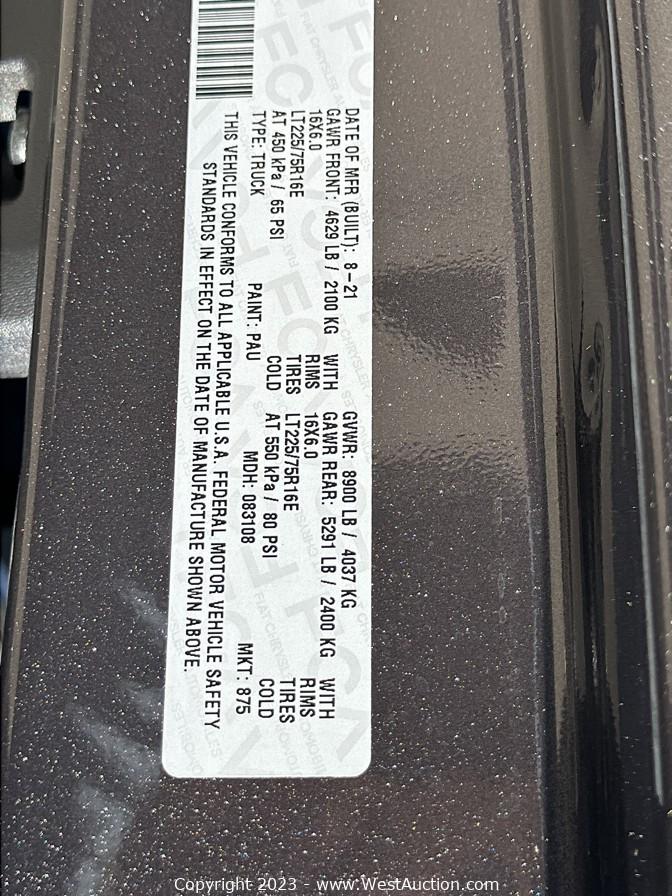 DATE OF MFR (BUILT): 8-21 GVWR: 8900 LB / 4037 KG
GAWR FRONT: 4629 LB / 2100 KG WITH GAWR REAR: 5291 LB / 2400 KG WITH
16X6.0 RIMS 16X6.0 RIMS
LT225/75R16E TIRES LT225/75R16E TIRES
AT 450 kPa / 65 PSI COLD AT 550 kPa / 80 PSI COLD
TYPE: TRUCK PAINT: PAU MDH: 083108 MKT: 875
THIS VEHICLE CONFORMS TO ALL APPLICABLE U.S.A. FEDERAL MOTOR VEHICLE SAFETY
STANDARDS IN EFFECT ON THE DATE OF MANUFACTURE SHOWN ABOVE.
Copyright 2023 - www.WestAuction.com